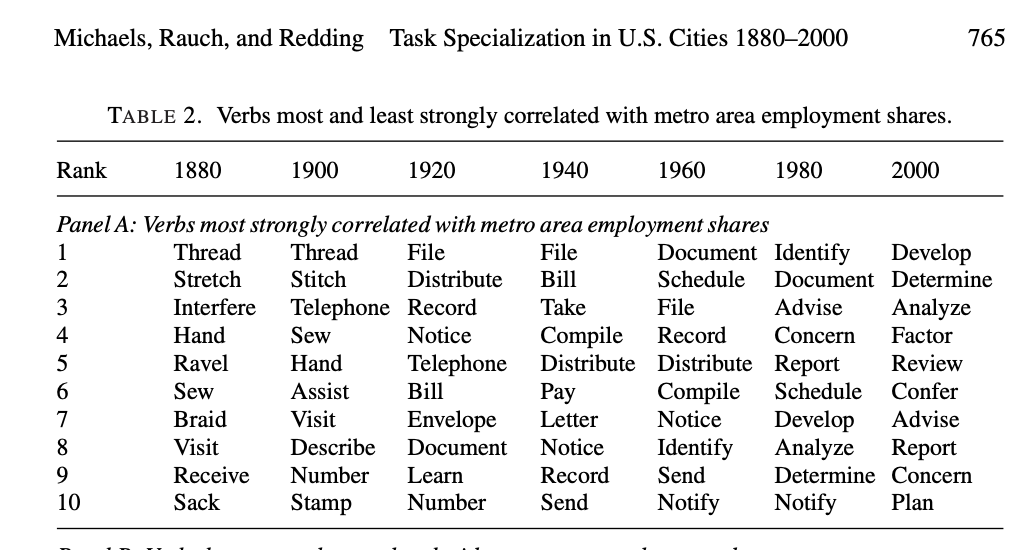 Michaels, Rauch, and Redding Task Specialization in U.S. Cities 1880–2000 765
TABLE 2. Verbs most and least strongly correlated with metro area employment shares.
Rank 1880 1900 1920 1940 1960 1980 2000
Panel A: Verbs most strongly correlated with metro area employment shares
1 Thread Thread File File Document Identify Develop
2 Stretch Stitch Distribute Bill Schedule Document Determine
3 Interfere Telephone Record Take File Advise Analyze
4 Hand Sew Notice Compile Record Concern Factor
5 Ravel Hand Telephone Distribute Distribute Report Review
6 Sew Assist Bill Pay Compile Schedule Confer
7 Braid Visit Envelope Letter Notice Develop Advise
8 Visit Describe Document Notice Identify Analyze Report
9 Receive Number Learn Record Send Determine Concern
10 Sack Stamp Number Send Notify Notify Plan